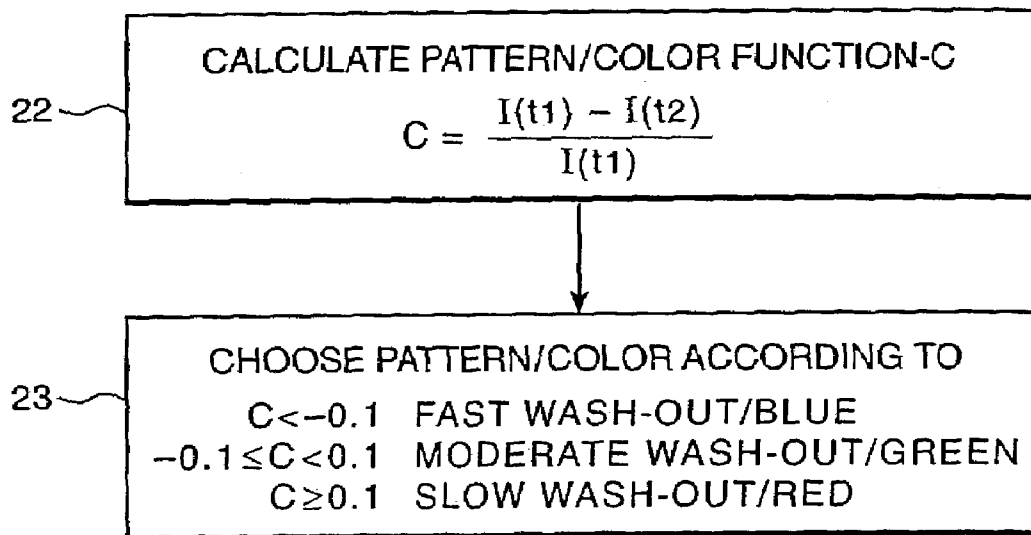 22
CALCULATE PATTERN/COLOR FUNCTION-C
C = (I(t1) - I(t2)) / I(t1)
23
CHOOSE PATTERN/COLOR ACCORDING TO
C<-0.1 FAST WASH-OUT/BLUE
-0.1≤C<0.1 MODERATE WASH-OUT/GREEN
C≥0.1 SLOW WASH-OUT/RED